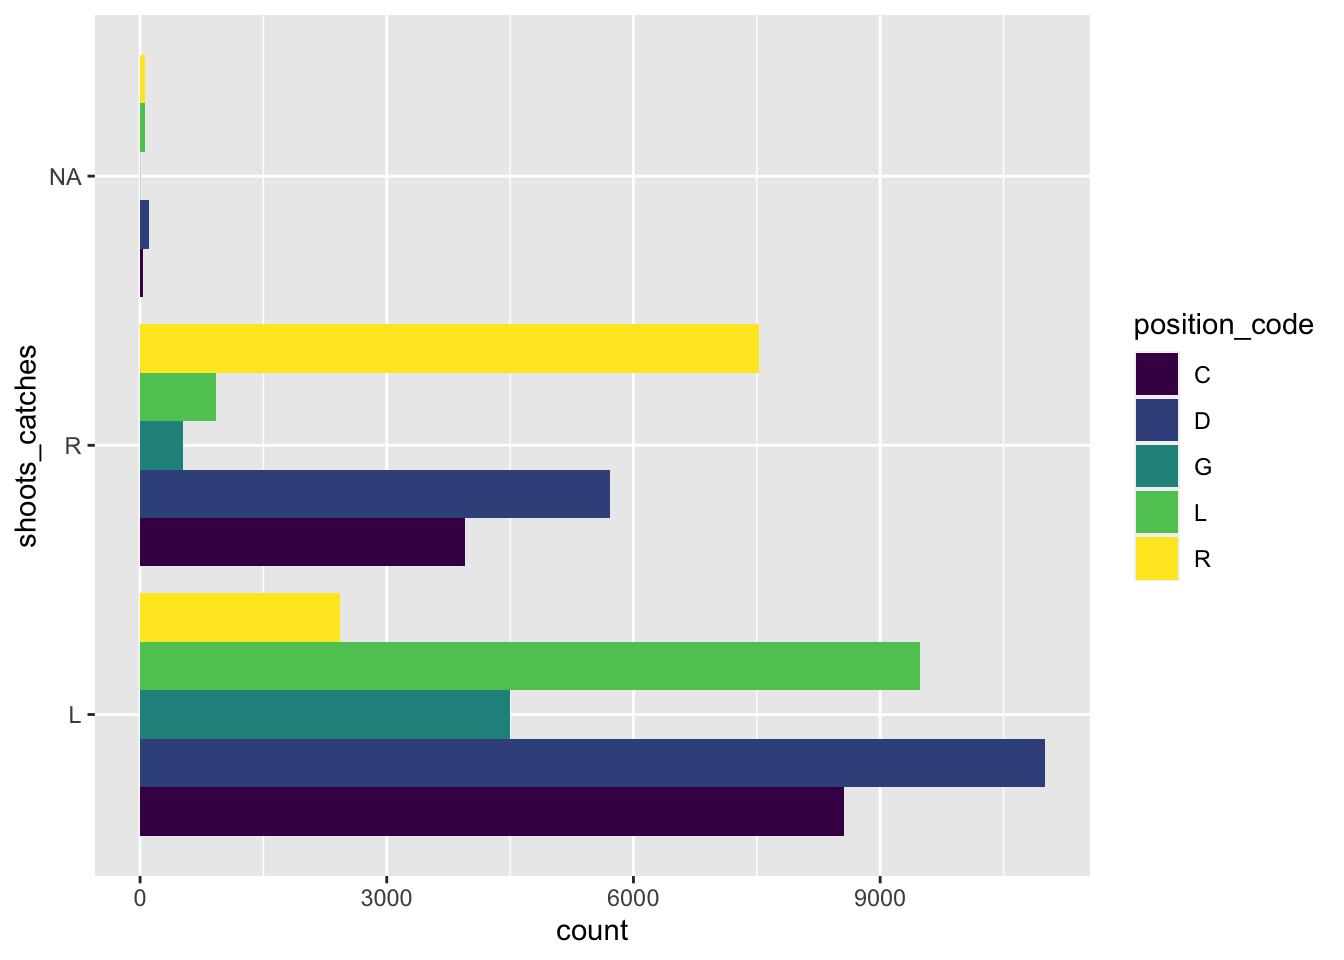 NA
R
L
shoots_catches
0 3000 6000 9000
count
position_code
C
D
G
L
R